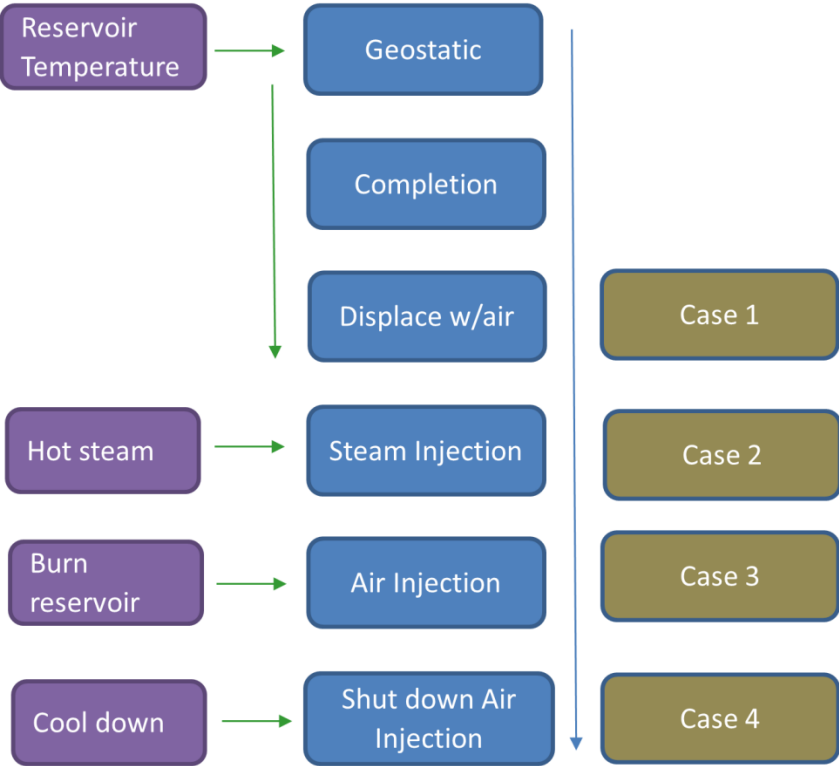 Reservoir
Temperature
Geostatic
Completion
Displace w/air
Case 1
Hot steam
Steam Injection
Case 2
Burn
reservoir
Air Injection
Case 3
Cool down
Shut down Air
Injection
Case 4